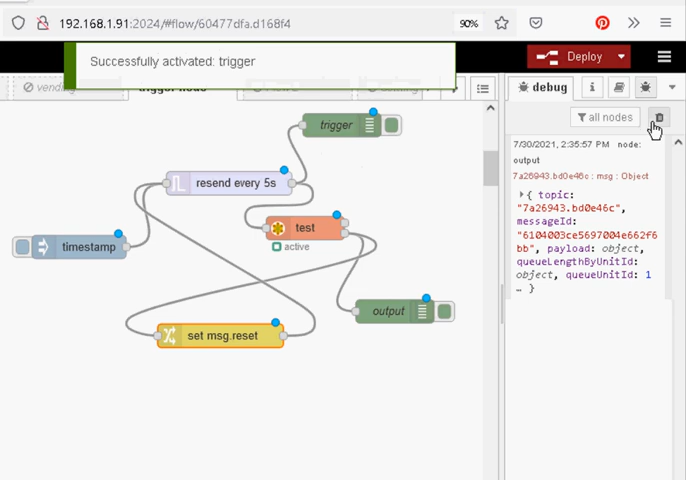 192.168.1.91:2024/#flow/60477dfa.d168f4
90%
Successfully activated: trigger
Deploy
vending
trigger node
debug
all nodes
trigger
resend every 5s
timestamp
test
active
output
set msg.reset
7/30/2021, 2:35:57 PM node:
output
7a26943.bd0e46c : msg : Object
{ topic:
"7a26943.bd0e46c",
messageId:
"6104003ce5697004e662f6
bb", payload: object,
queueLengthByUnitId:
object, queueUnitId: 1
… }